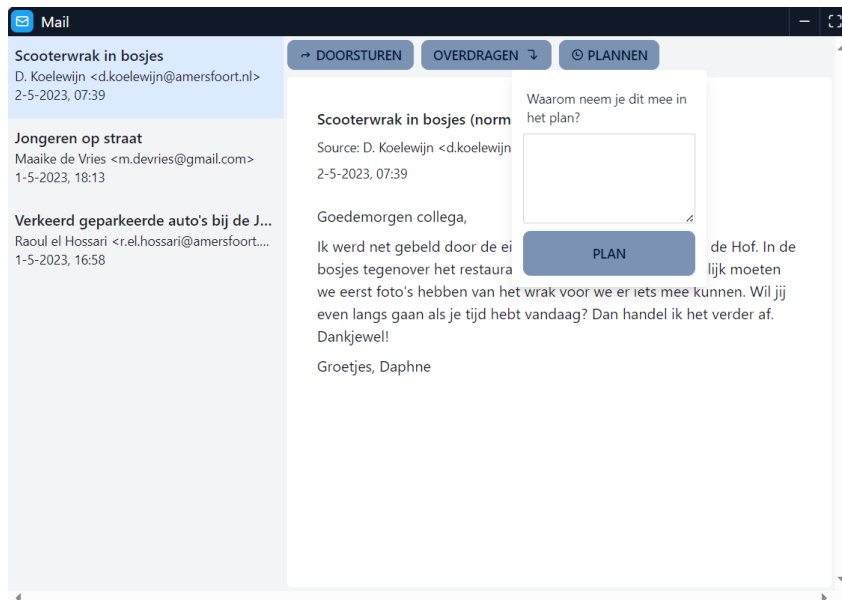 Mail
Scooterwrak in bosjes
D. Koelewijn <d.koelewijn@amersfoort.nl>
2-5-2023, 07:39
Jongeren op straat
Maaike de Vries <m.devries@gmail.com>
1-5-2023, 18:13
Verkeerd geparkeerde auto's bij de J...
Raoul el Hossari <r.el.hossari@amersfoort....
1-5-2023, 16:58
DOORSTUREN OVERDRAGEN PLANNEN
Waarom neem je dit mee in
het plan?
PLAN
Scooterwrak in bosjes (norm
Source: D. Koelewijn <d.koelewijn
2-5-2023, 07:39
Goedemorgen collega,
Ik werd net gebeld door de ei de Hof. In de
bosjes tegenover het restaura lijk moeten
we eerst foto's hebben van het wrak voor we er iets mee kunnen. Wil jij
even langs gaan als je tijd hebt vandaag? Dan handel ik het verder af.
Dankjewel!
Groetjes, Daphne